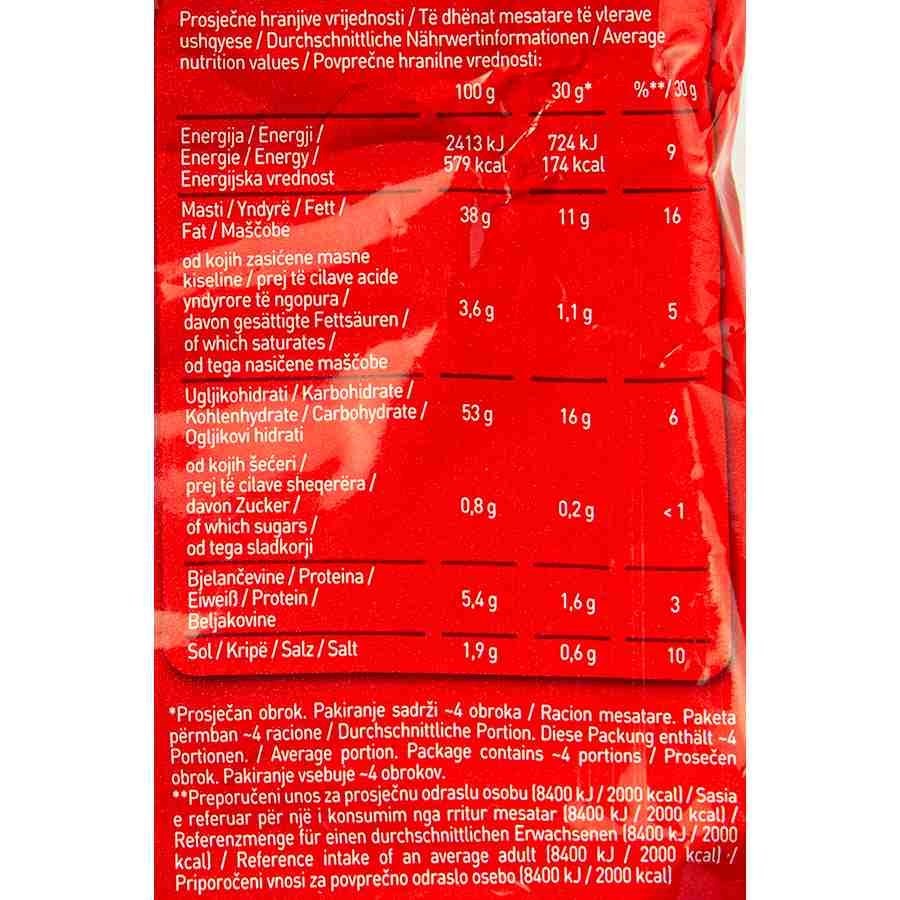 Prosječne hranjive vrijednosti / Të dhënat mesatare të vlerave
ushqyese / Durchschnittliche Nährwertinformationen / Average
nutrition values / Povprečne hranilne vrednosti:
100 g 30 g* %**/30 g
Energija / Energji /
Energie / Energy /
Energijska vrednost
2413 kJ 724 kJ 9
579 kcal 174 kcal
Masti / Yndyrë / Fett /
Fat / Maščobe
38 g 11 g 16
od kojih zasićene masne
kiseline / prej të cilave acide
yndyrore të ngopura /
davon gesättigte Fettsäuren /
of which saturates /
od tega nasičene maščobe
3,6 g 1,1 g 5
Ugljikohidrati / Karbohidrate /
Kohlenhydrate / Carbohydrate /
Ogljikovi hidrati
53 g 16 g 6
od kojih šećeri /
prej të cilave sheqerëra /
davon Zucker /
of which sugars /
od tega sladkorji
0,8 g 0,2 g < 1
Bjelančevine / Proteina /
Eiweiß / Protein /
Beljakovine
5,4 g 1,6 g 3
Sol / Kripë / Salz / Salt 1,9 g 0,6 g 10
*Prosječan obrok. Pakiranje sadrži ~4 obroka / Racion mesatare. Paketa
përmban ~4 racione / Durchschnittliche Portion. Diese Packung enthält ~4
Portionen. / Average portion. Package contains ~4 portions / Prosečen
obrok. Pakiranje vsebuje ~4 obrokov.
**Preporučeni unos za prosječnu odraslu osobu (8400 kJ / 2000 kcal) / Sasia
e referuar për një i konsumim nga rritur mesatar (8400 kJ / 2000 kcal) /
Referenzmenge für einen durchschnittlichen Erwachsenen (8400 kJ / 2000
kcal) / Reference intake of an average adult (8400 kJ / 2000 kcal) /
Priporočeni vnosi za povprečno odraslo osebo (8400 kJ / 2000 kcal)